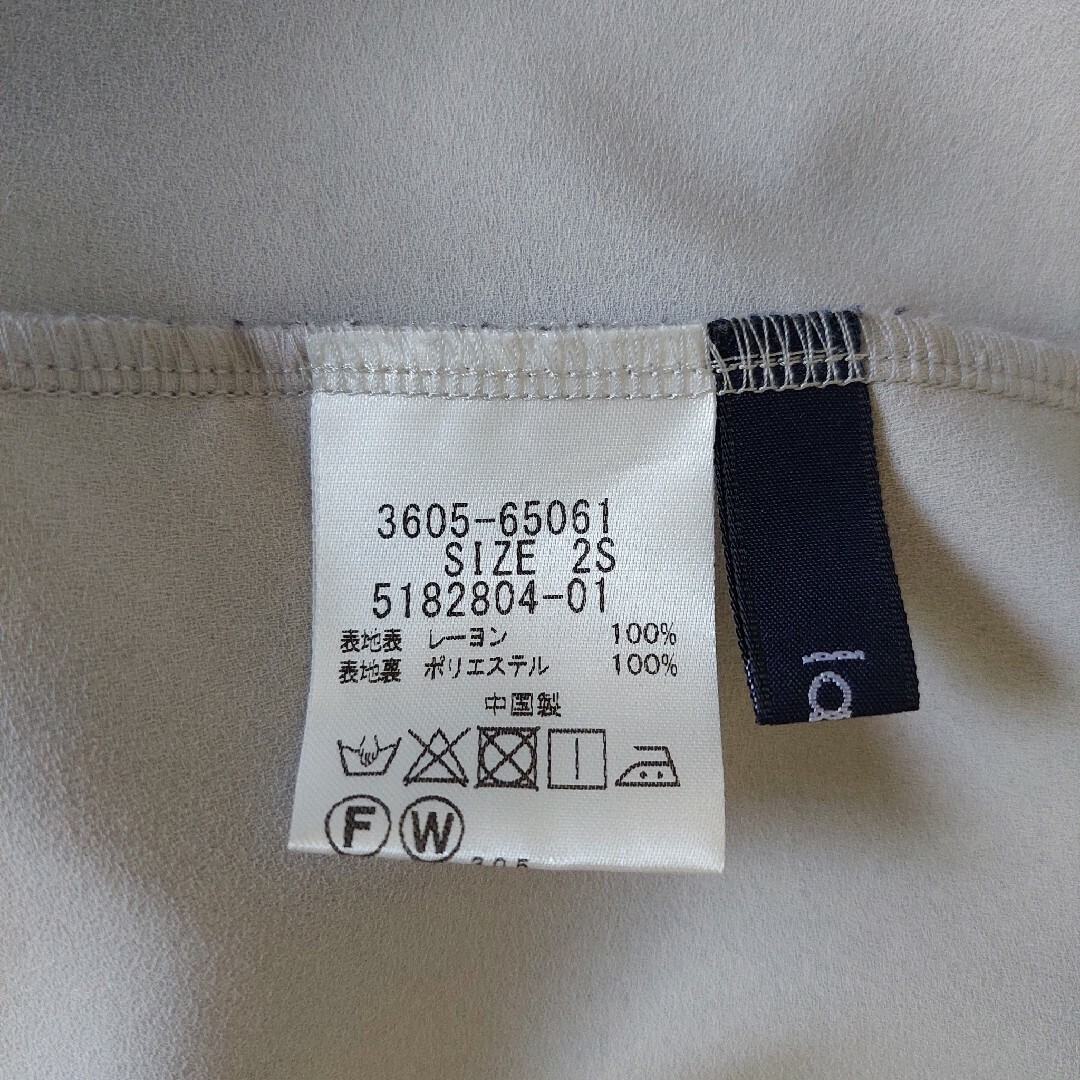 3605-65061
SIZE 2S
5182804-01
表地表 レーヨン 100%
表地裏 ポリエステル 100%
中国製
F W